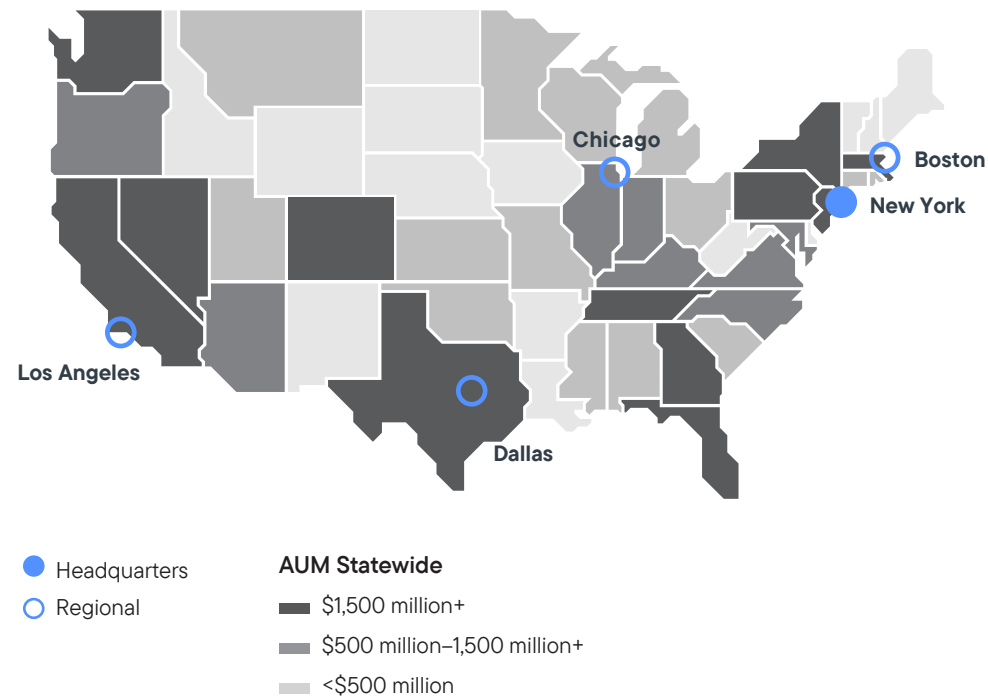 Chicago
Boston
New York
Los Angeles
Dallas
Headquarters
Regional
AUM Statewide
$1,500 million+
$500 million–1,500 million+
<$500 million